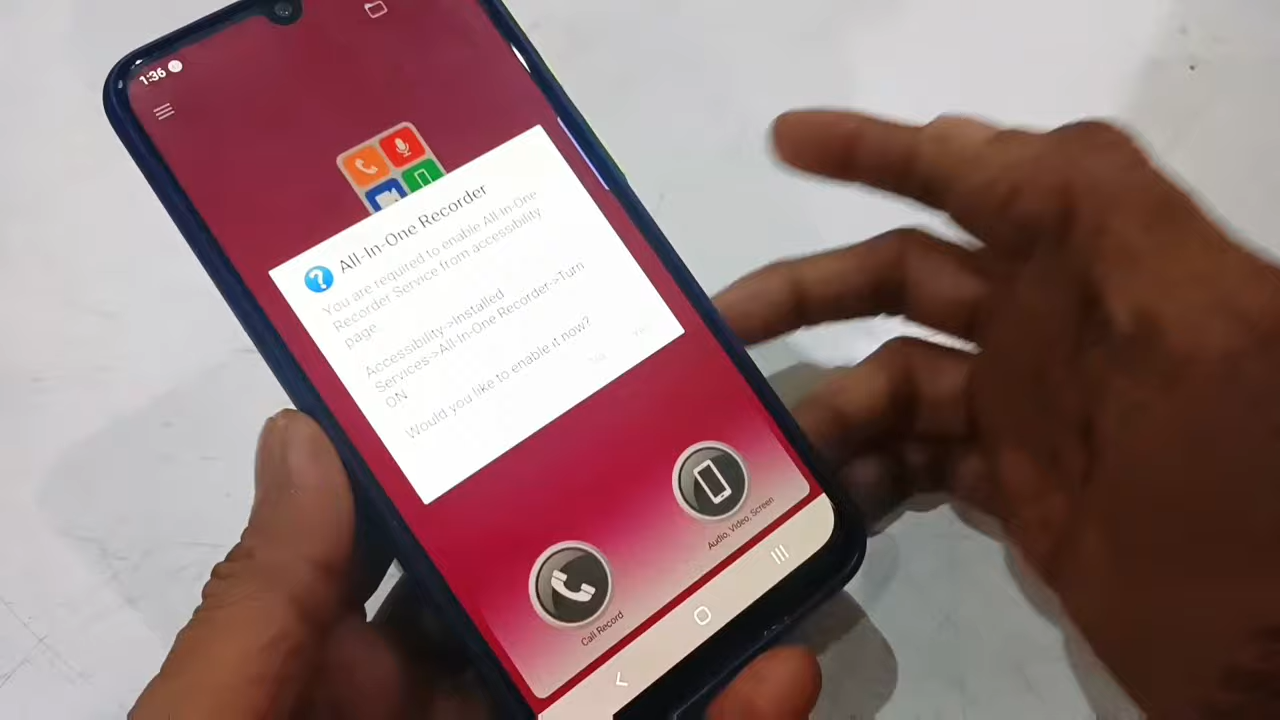 1:36
All-In-One Recorder
You are required to enable All-In-One
Recorder Service from accessibility
page.
Accessibility->Installed
Services->All-In-One Recorder->Turn
ON
Would you like to enable it now?
Audio, Video, Screen
Call Record